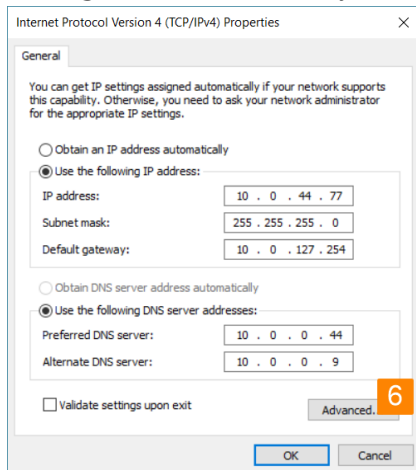 Internet Protocol Version 4 (TCP/IPv4) Properties
General
You can get IP settings assigned automatically if your network supports
this capability. Otherwise, you need to ask your network administrator
for the appropriate IP settings.
Obtain an IP address automatically
Use the following IP address:
IP address: 10 . 0 . 44 . 77
Subnet mask: 255 . 255 . 255 . 0
Default gateway: 10 . 0 . 127 . 254
Obtain DNS server address automatically
Use the following DNS server addresses:
Preferred DNS server: 10 . 0 . 0 . 44
Alternate DNS server: 10 . 0 . 0 . 9
Validate settings upon exit
6
Advanced.
OK Cancel